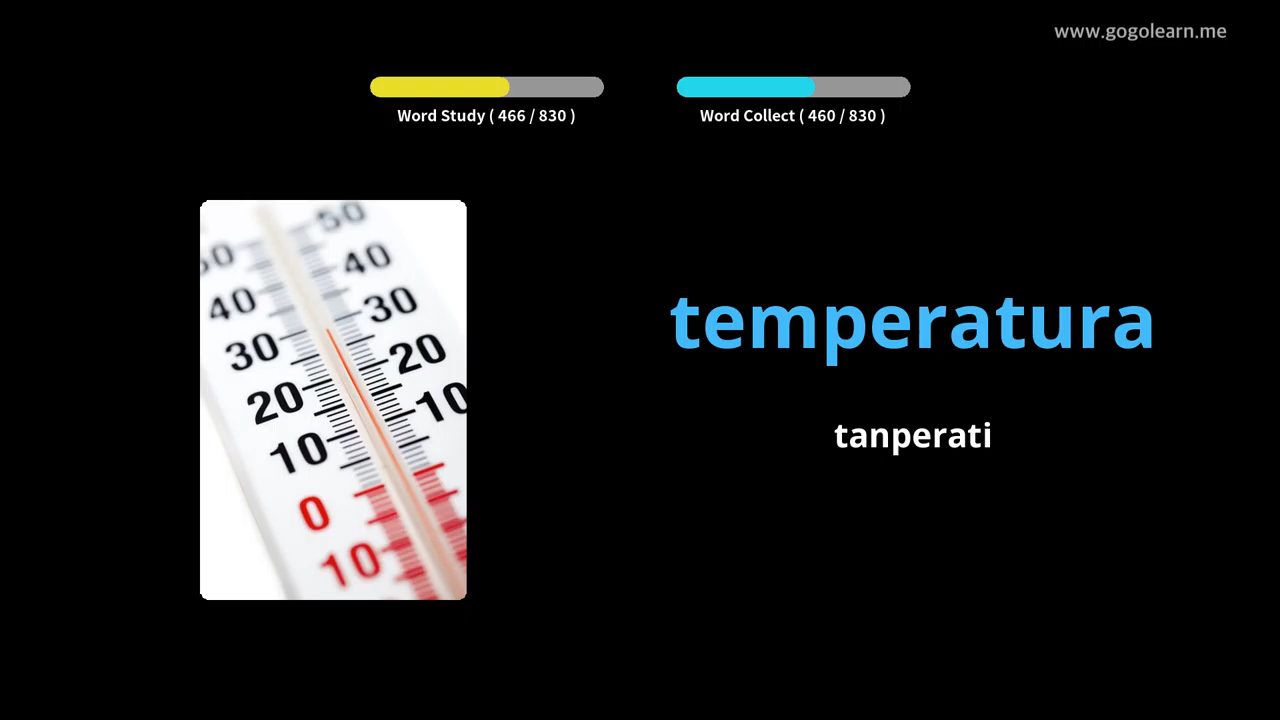 www.gogolearn.me
Word Study ( 466 / 830 )
Word Collect ( 460 / 830 )
temperatura
tanperati
50
50
40
40
30
30
20
20
10
10
0
10